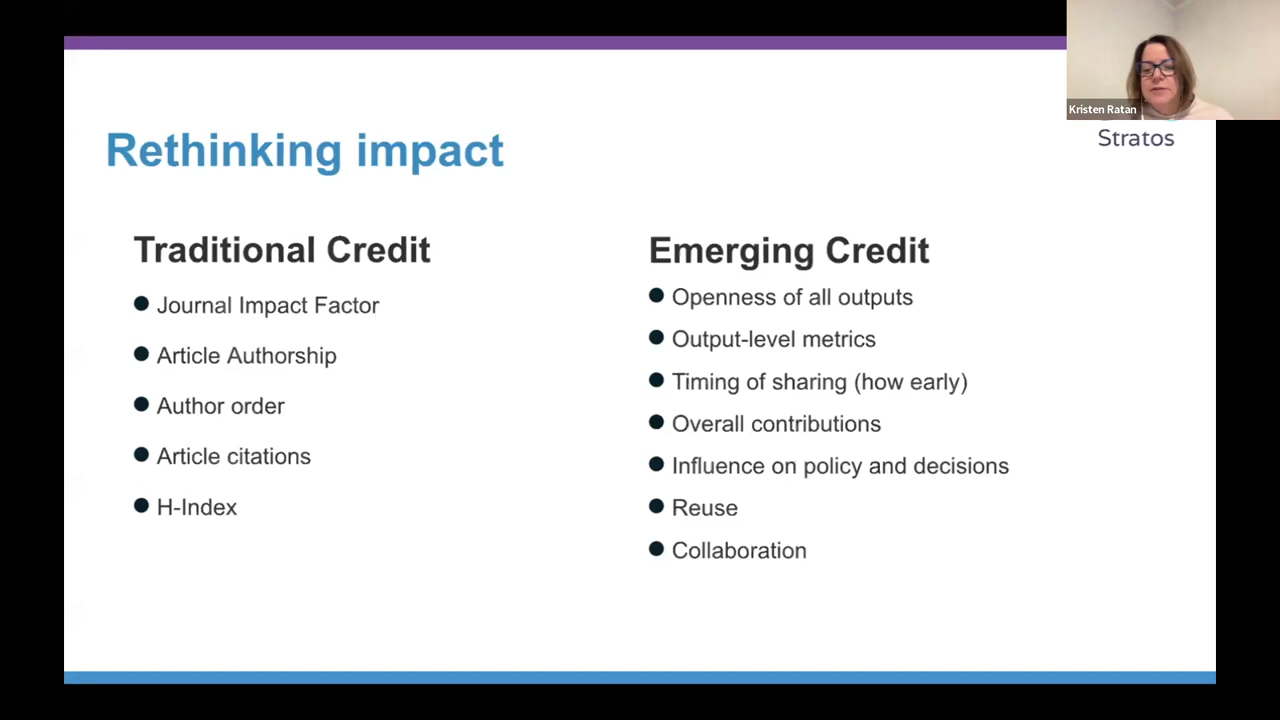 Kristen Ratan
Stratos
Rethinking impact
Traditional Credit
Journal Impact Factor
Article Authorship
Author order
Article citations
H-Index
Emerging Credit
Openness of all outputs
Output-level metrics
Timing of sharing (how early)
Overall contributions
Influence on policy and decisions
Reuse
Collaboration